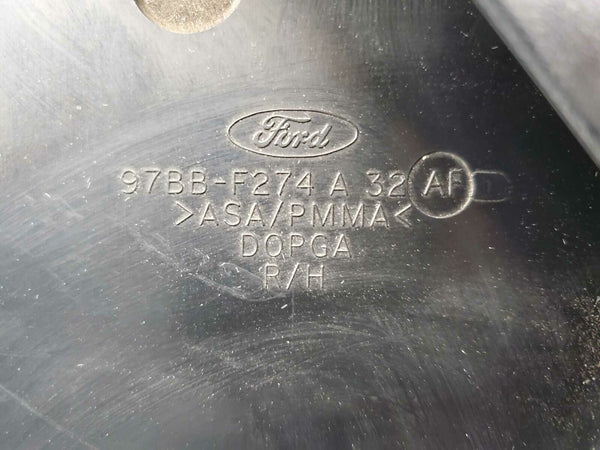 Ford
97BB-F274 A 32 AF
>ASA/PMMA<
DOPGA
R/H